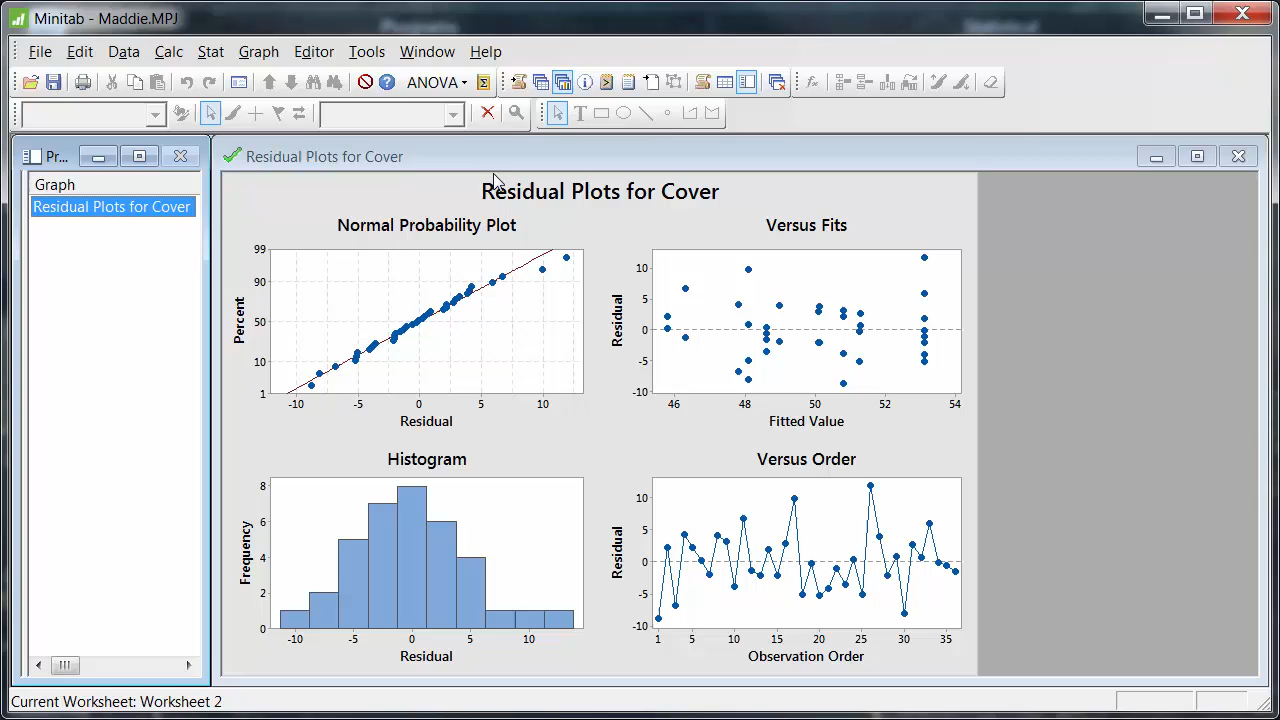 Minitab - Maddie.MPJ
File Edit Data Calc Stat Graph Editor Tools Window Help
ANOVA
Pr...
Residual Plots for Cover
Graph
Residual Plots for Cover
Residual Plots for Cover
Normal Probability Plot
Versus Fits
99
90
50
10
1
Percent
-10 -5 0 5 10
Residual
10
5
0
-5
-10
Residual
46 48 50 52 54
Fitted Value
Histogram
Versus Order
8
6
4
2
0
Frequency
-10 -5 0 5 10
Residual
10
5
0
-5
-10
Residual
1 5 10 15 20 25 30 35
Observation Order
Current Worksheet: Worksheet 2